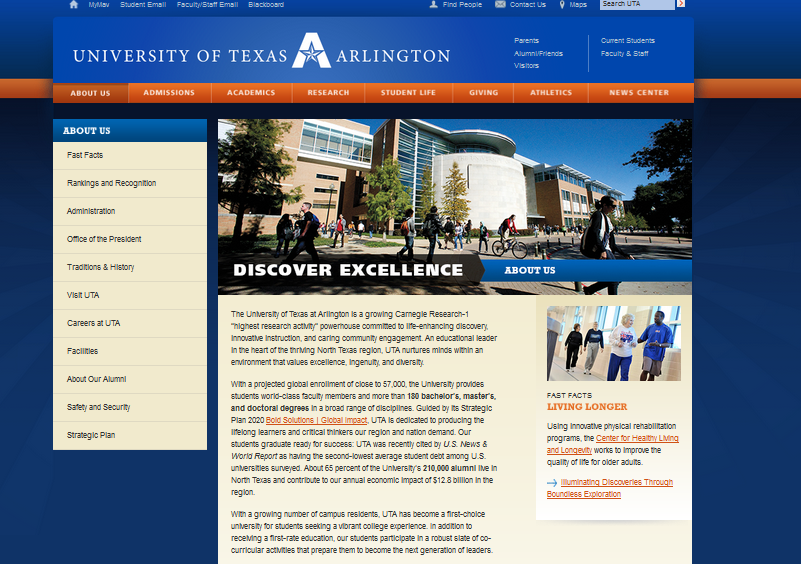 MyMav Student Email Faculty/Staff Email Blackboard Find People Contact Us Maps Search UTA
UNIVERSITY OF TEXAS A ARLINGTON
Parents
Alumni/Friends
Visitors
Current Students
Faculty & Staff
ABOUT US ADMISSIONS ACADEMICS RESEARCH STUDENT LIFE GIVING ATHLETICS NEWS CENTER
ABOUT US
Fast Facts
Rankings and Recognition
Administration
Office of the President
Traditions & History
Visit UTA
Careers at UTA
Facilities
About Our Alumni
Safety and Security
Strategic Plan
DISCOVER EXCELLENCE ABOUT US
The University of Texas at Arlington is a growing Carnegie Research-1
"highest research activity" powerhouse committed to life-enhancing discovery,
innovative instruction, and caring community engagement. An educational leader
in the heart of the thriving North Texas region, UTA nurtures minds within an
environment that values excellence, ingenuity, and diversity.
With a projected global enrollment of close to 57,000, the University provides
students world-class faculty members and more than 180 bachelor's, master's,
and doctoral degrees in a broad range of disciplines. Guided by its Strategic
Plan 2020 Bold Solutions | Global Impact, UTA is dedicated to producing the
lifelong learners and critical thinkers our region and nation demand. Our
students graduate ready for success: UTA was recently cited by U.S. News &
World Report as having the second-lowest average student debt among U.S.
universities surveyed. About 65 percent of the University's 210,000 alumni live in
North Texas and contribute to our annual economic impact of $12.8 billion in the
region.
With a growing number of campus residents, UTA has become a first-choice
university for students seeking a vibrant college experience. In addition to
receiving a first-rate education, our students participate in a robust slate of co-
curricular activities that prepare them to become the next generation of leaders.
FAST FACTS
LIVING LONGER
Using innovative physical rehabilitation
programs, the Center for Healthy Living
and Longevity works to improve the
quality of life for older adults.
Illuminating Discoveries Through
Boundless Exploration